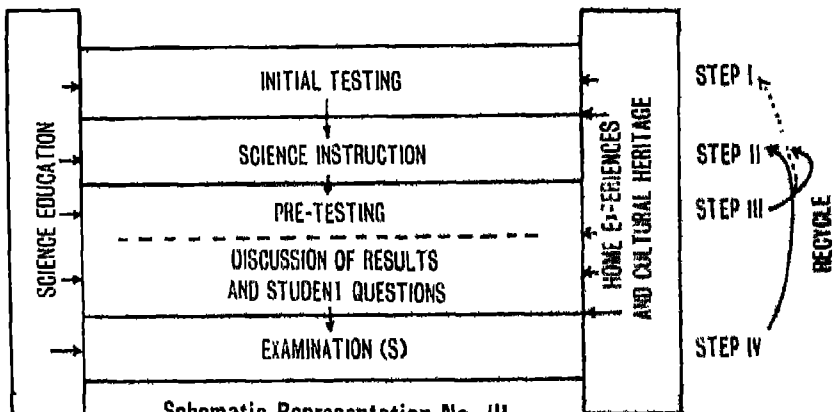 SCIENCE EDUCATION
INITIAL TESTING
SCIENCE INSTRUCTION
PRE-TESTING
DISCUSSION OF RESULTS
AND STUDENT QUESTIONS
EXAMINATION (S)
HOME EXPERIENCES
AND CULTURAL HERITAGE
STEP I
STEP II
STEP III
STEP IV
RECYCLE
Schematic Representation No. III